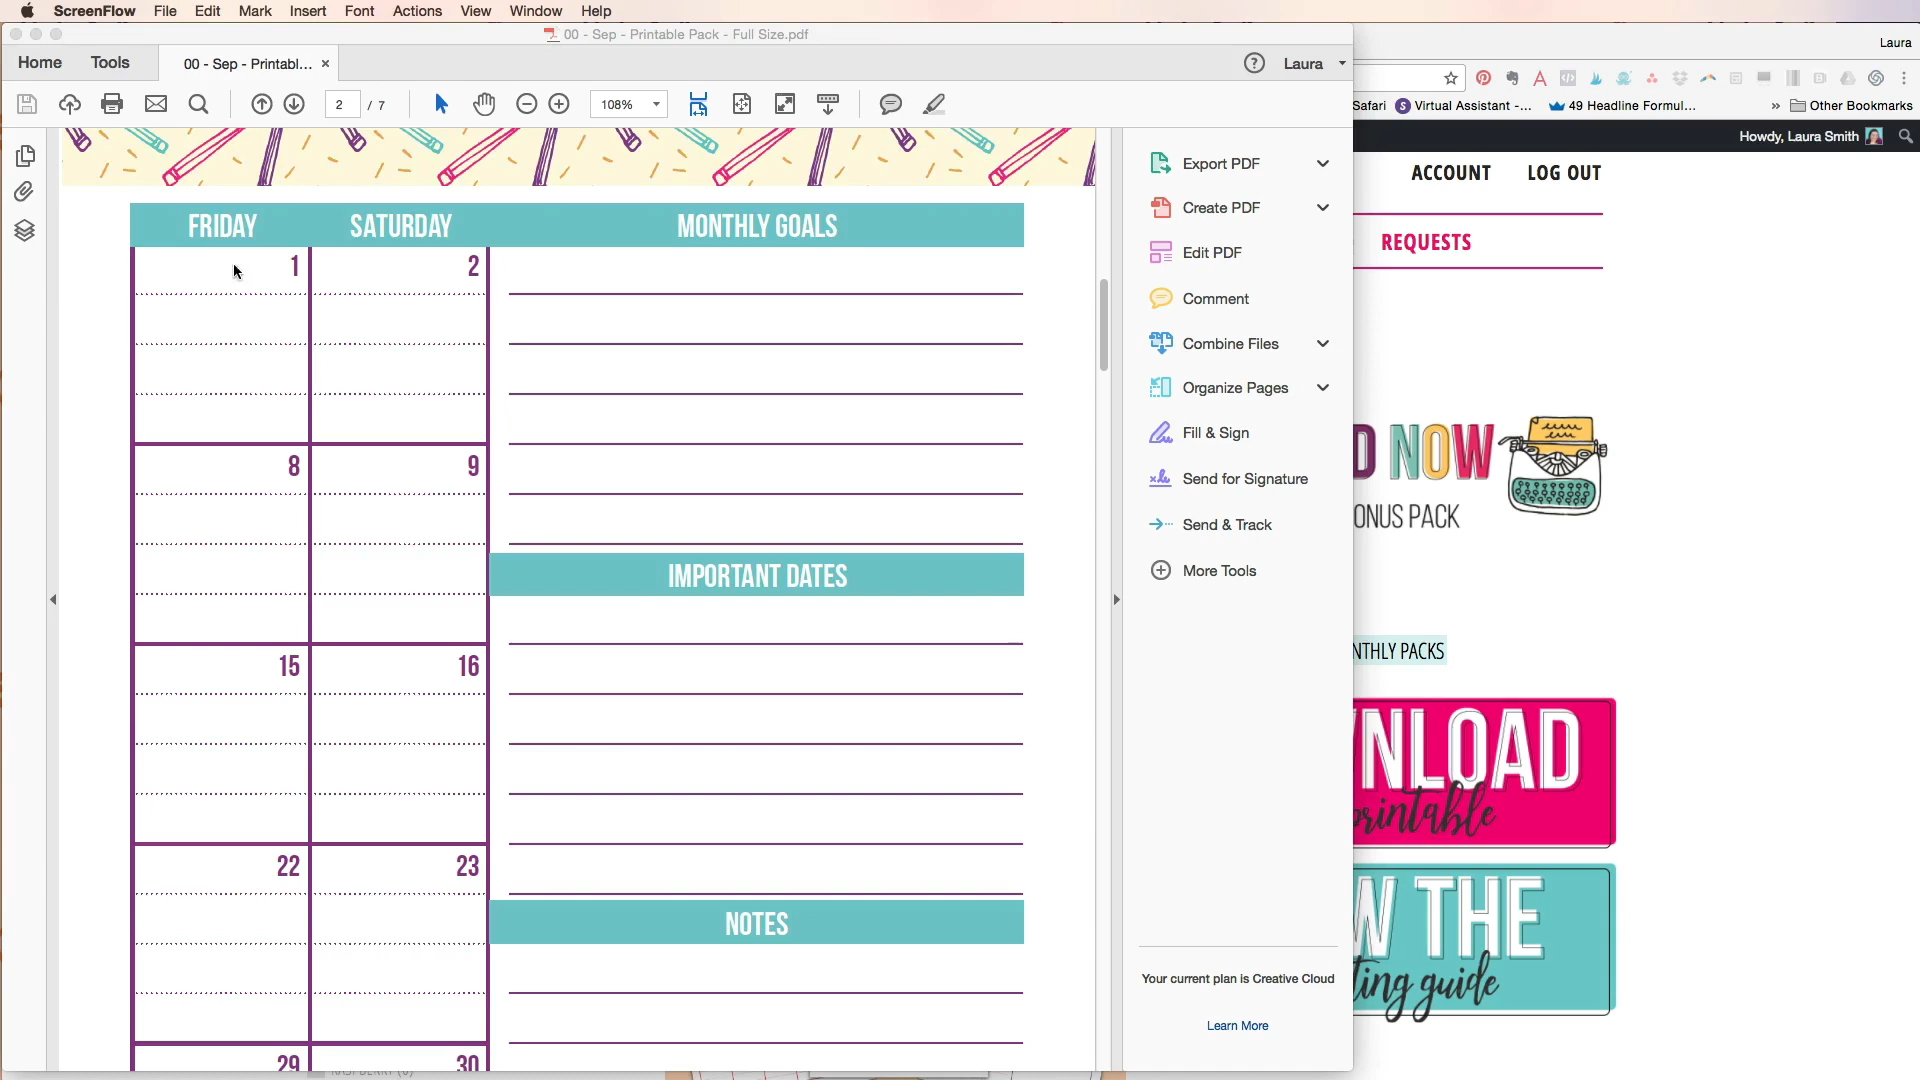 ScreenFlow File Edit Mark Insert Font Actions View Window Help
00 - Sep - Printable Pack - Full Size.pdf
Laura
Home Tools 00 - Sep - Printabl... × ? Laura
2 / 7 108%
Safari S Virtual Assistant -... 49 Headline Formul... » Other Bookmarks
Howdy, Laura Smith
ACCOUNT LOG OUT
REQUESTS
FRIDAY SATURDAY MONTHLY GOALS
1 2
8 9
IMPORTANT DATES
15 16
22 23
NOTES
29 30
Export PDF
Create PDF
Edit PDF
Comment
Combine Files
Organize Pages
Fill & Sign
Send for Signature
Send & Track
More Tools
Your current plan is Creative Cloud
Learn More
D NOW
ONUS PACK
NTHLY PACKS
NLOAD
printable
W THE
ting guide